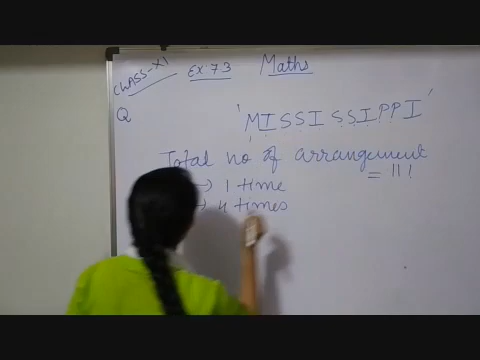 CLASS-XI Ex:7.3 Maths
Q 'MISSISSIPPI'
Total no of arrangement
= 11!
→ 1 time
→ 4 times